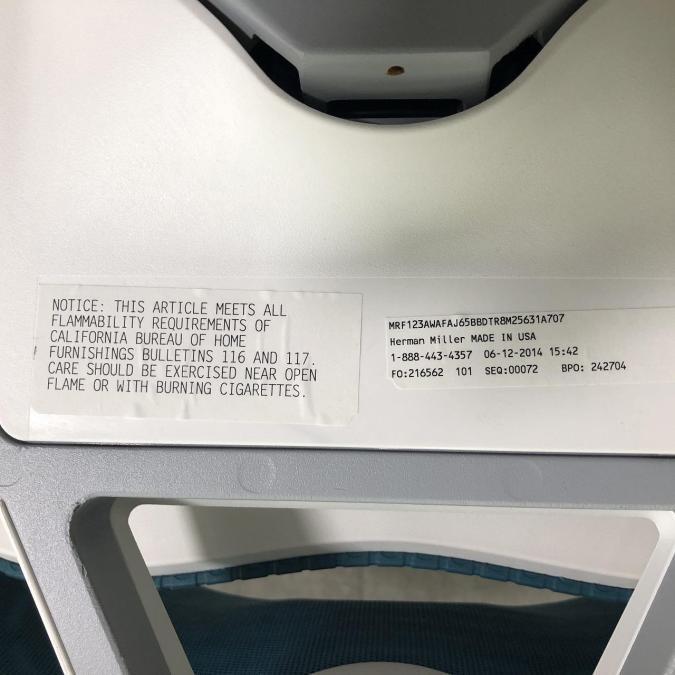 NOTICE: THIS ARTICLE MEETS ALL
FLAMMABILITY REQUIREMENTS OF
CALIFORNIA BUREAU OF HOME
FURNISHINGS BULLETINS 116 AND 117.
CARE SHOULD BE EXERCISED NEAR OPEN
FLAME OR WITH BURNING CIGARETTES.
MRF123AWAFAJ65BBDTR8M25631A707
Herman Miller MADE IN USA
1-888-443-4357 06-12-2014 15:42
FO:216562 101 SEQ:00072 BPO: 242704